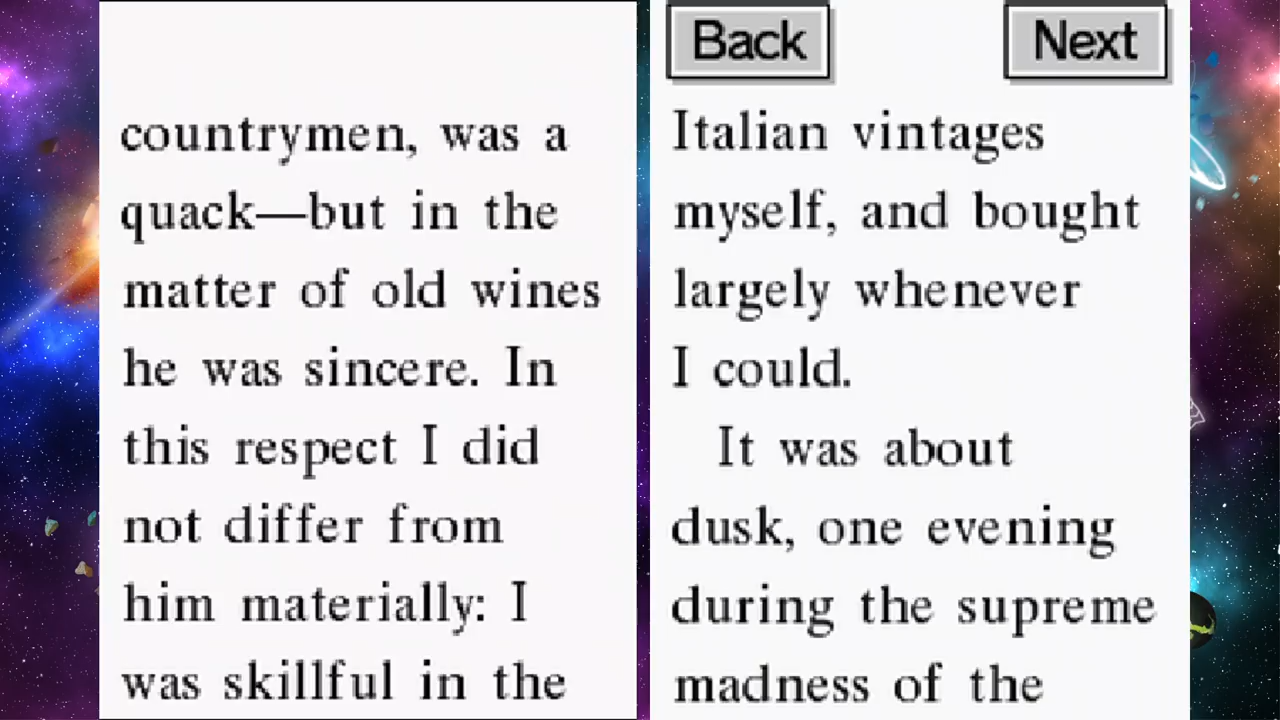 countrymen, was a
quack—but in the
matter of old wines
he was sincere. In
this respect I did
not differ from
him materially: I
was skillful in the
Back
Next
Italian vintages
myself, and bought
largely whenever
I could.
It was about
dusk, one evening
during the supreme
madness of the